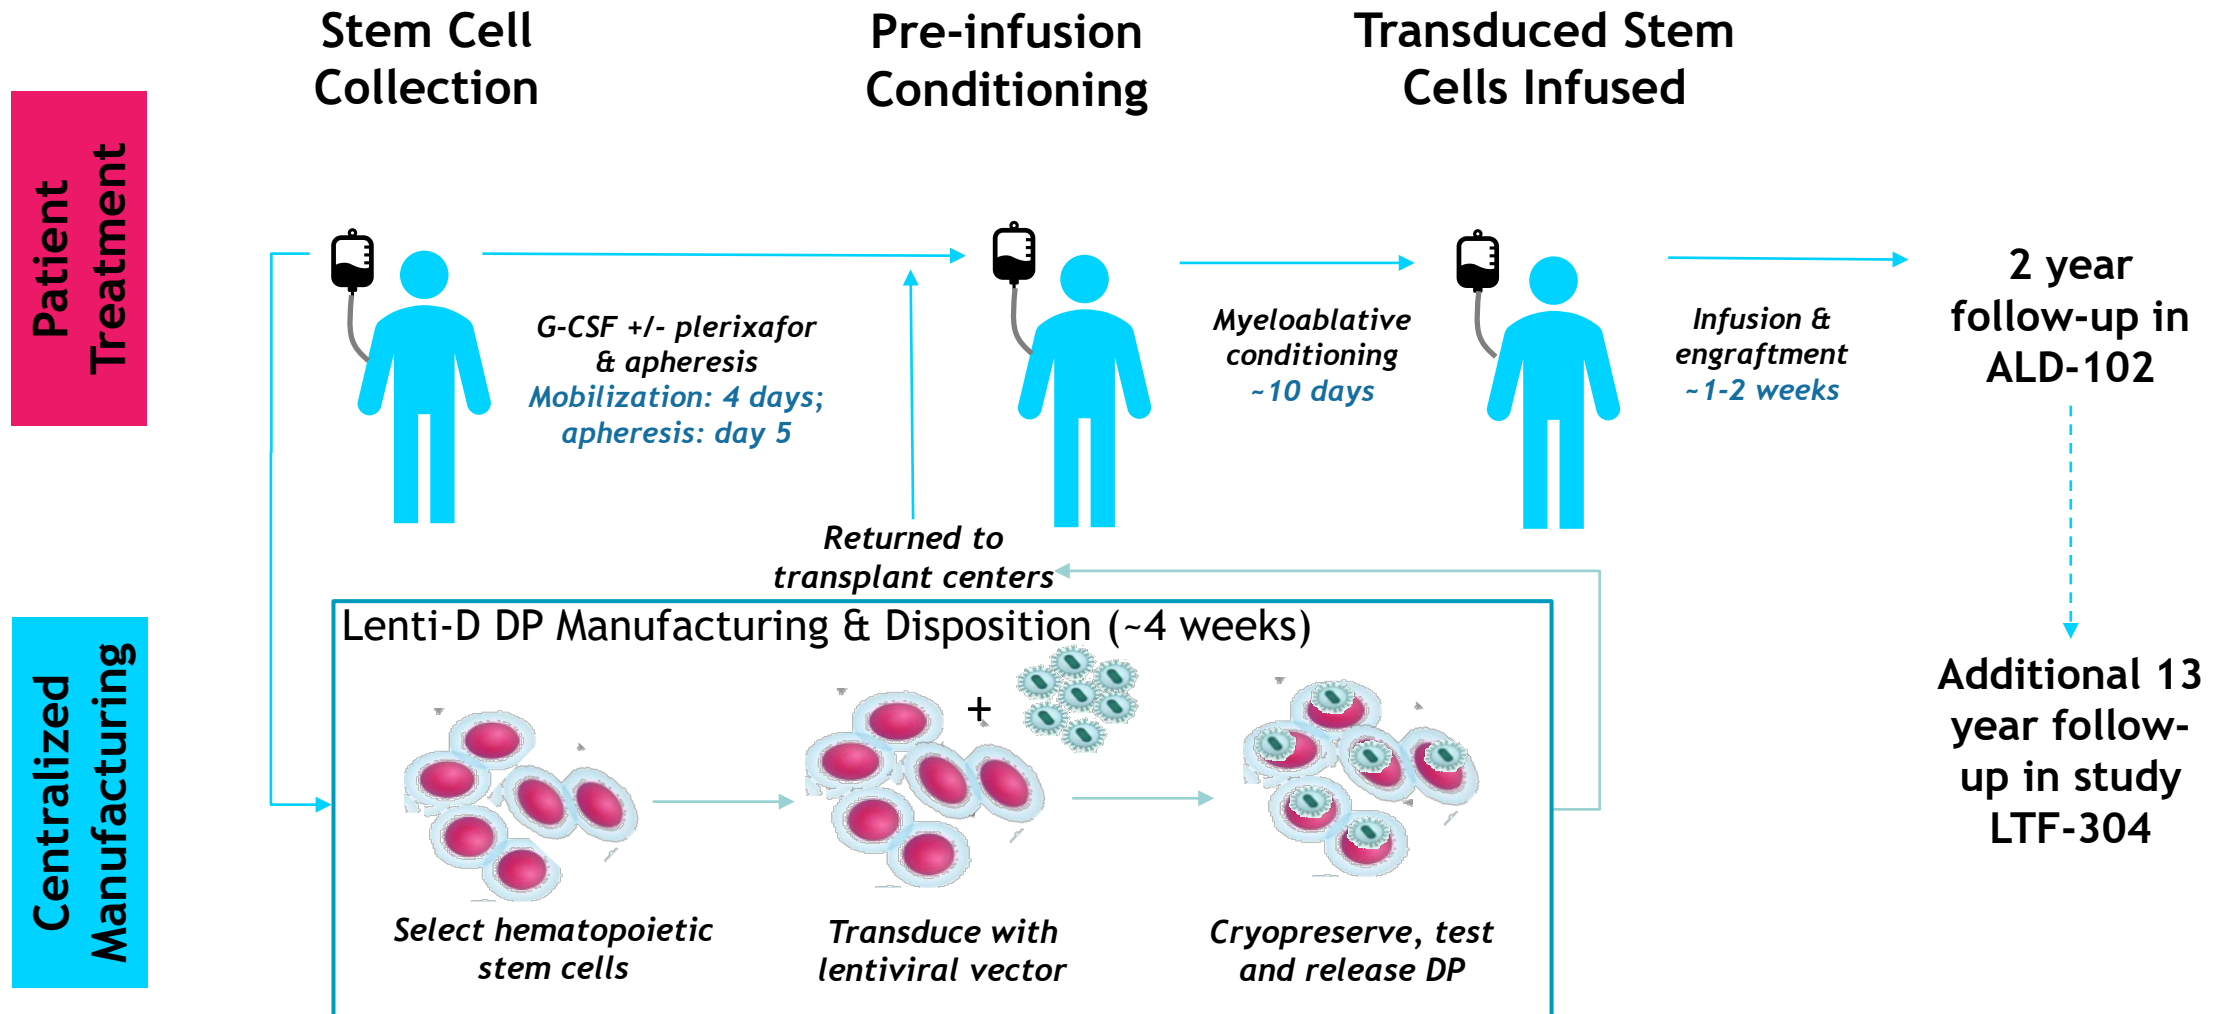 Stem Cell
Collection
Pre-infusion
Conditioning
Transduced Stem
Cells Infused
Patient
Treatment
G-CSF +/- plerixafor
& apheresis
Mobilization: 4 days;
apheresis: day 5
Myeloablative
conditioning
~10 days
Infusion &
engraftment
~1-2 weeks
2 year
follow-up in
ALD-102
Returned to
transplant centers
Centralized
Manufacturing
Lenti-D DP Manufacturing & Disposition (~4 weeks)
+
Select hematopoietic
stem cells
Transduce with
lentiviral vector
Cryopreserve, test
and release DP
Additional 13
year follow-
up in study
LTF-304